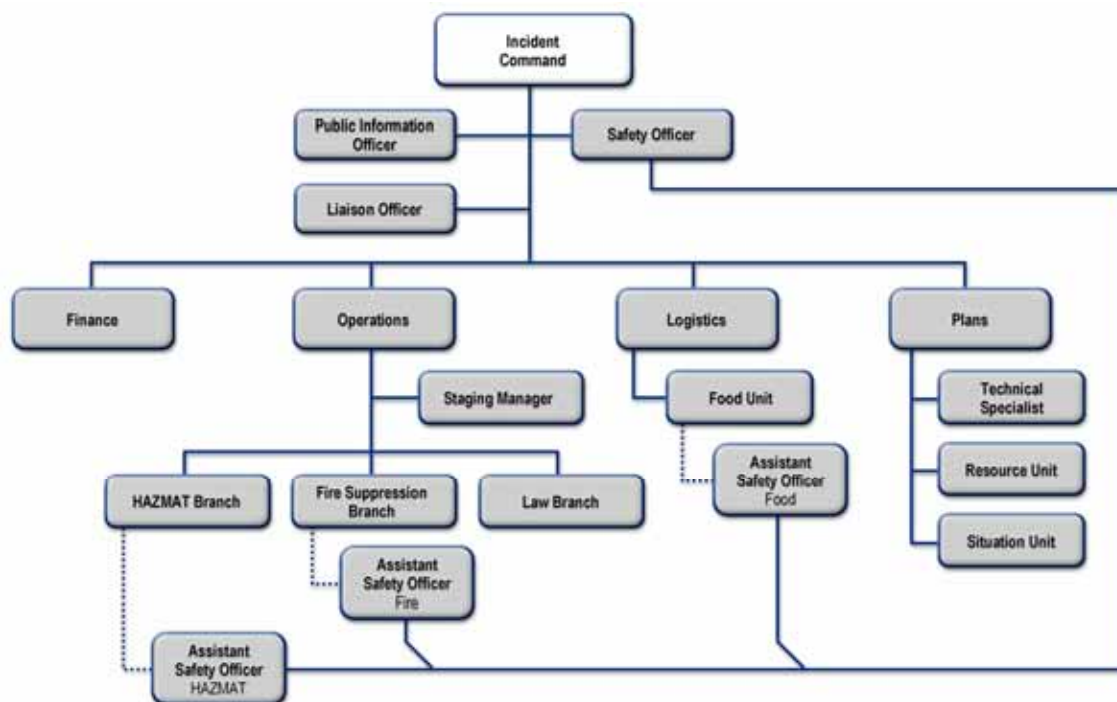 Incident
Command
Public Information
Officer
Safety Officer
Liaison Officer
Finance
Operations
Logistics
Plans
Staging Manager
Food Unit
Technical
Specialist
HAZMAT Branch
Fire Suppression
Branch
Law Branch
Assistant
Safety Officer
Food
Resource Unit
Situation Unit
Assistant
Safety Officer
Fire
Assistant
Safety Officer
HAZMAT